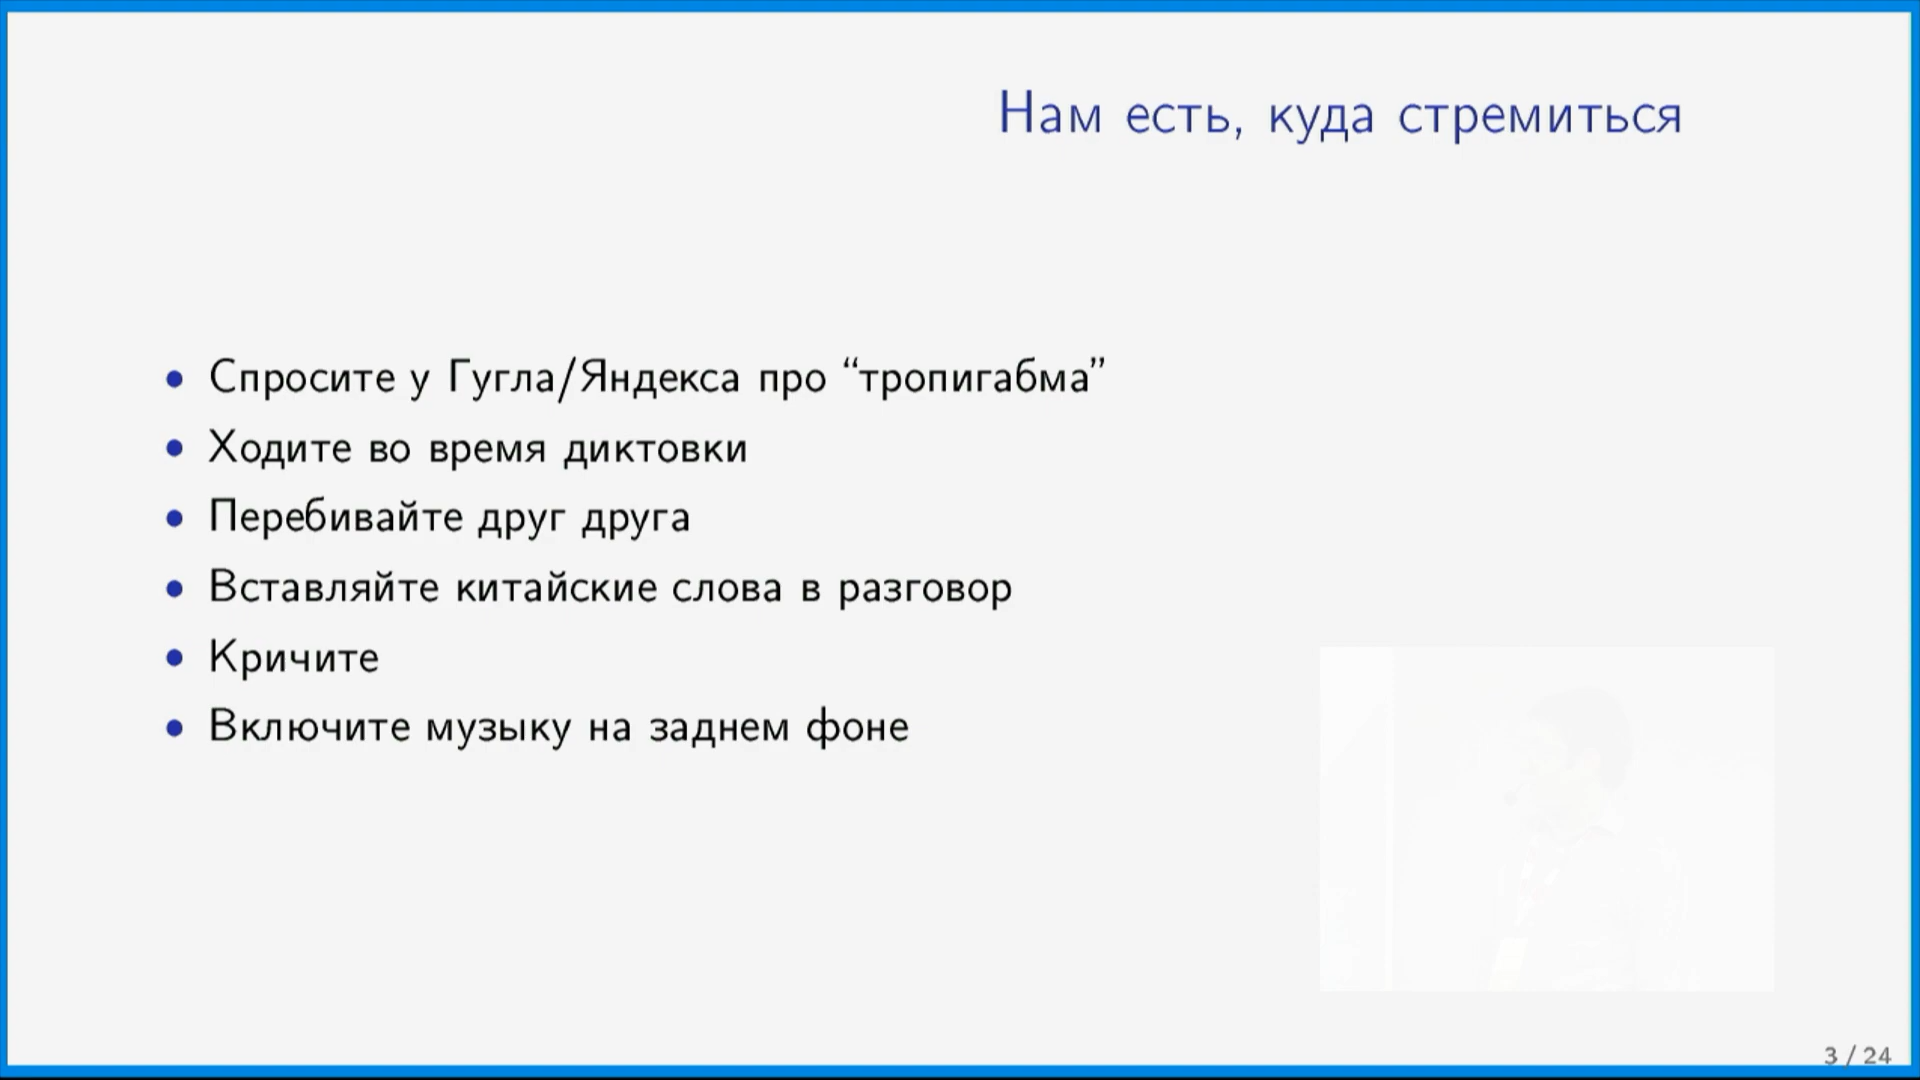 Нам есть, куда стремиться
• Спросите у Гугла/Яндекса про “тропигабма”
• Ходите во время диктовки
• Перебивайте друг друга
• Вставляйте китайские слова в разговор
• Кричите
• Включите музыку на заднем фоне
3 / 24